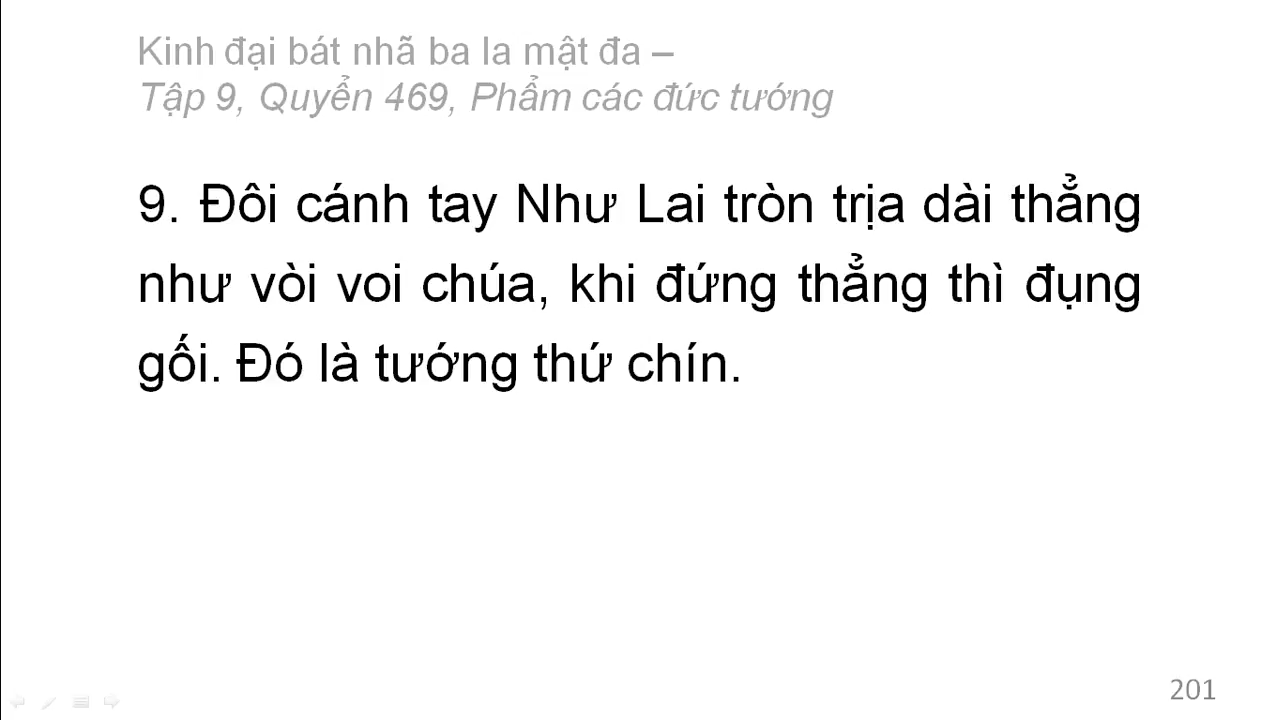 Kinh đại bát nhã ba la mật đa –
Tập 9, Quyển 469, Phẩm các đức tướng
9. Đôi cánh tay Như Lai tròn trịa dài thẳng
như vòi voi chúa, khi đứng thẳng thì đụng
gối. Đó là tướng thứ chín.
201